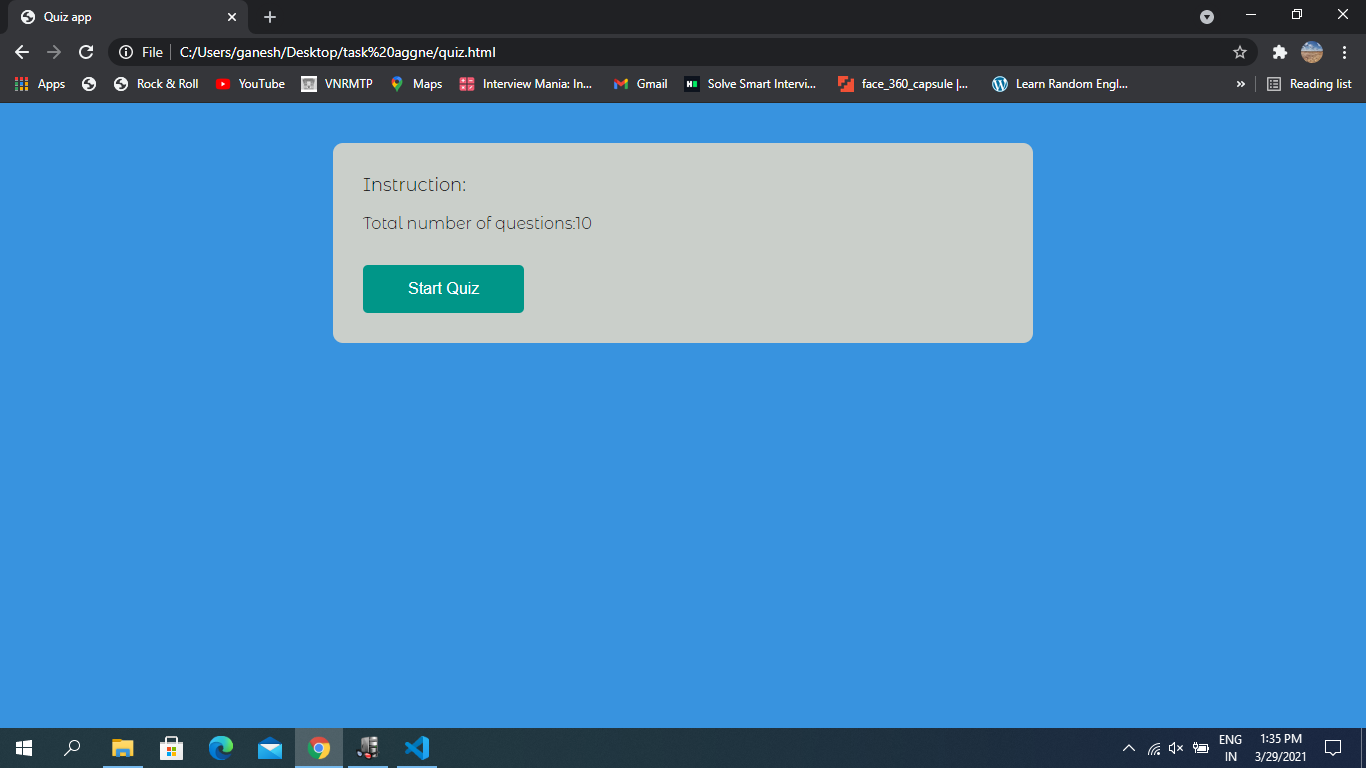 Quiz app
File C:/Users/ganesh/Desktop/task%20aggne/quiz.html
Apps Rock & Roll YouTube VNRMTP Maps Interview Mania: In... Gmail Solve Smart Intervi... face_360_capsule |... Learn Random Engl... » Reading list
Instruction:
Total number of questions:10
Start Quiz
ENG 1:35 PM
IN 3/29/2021